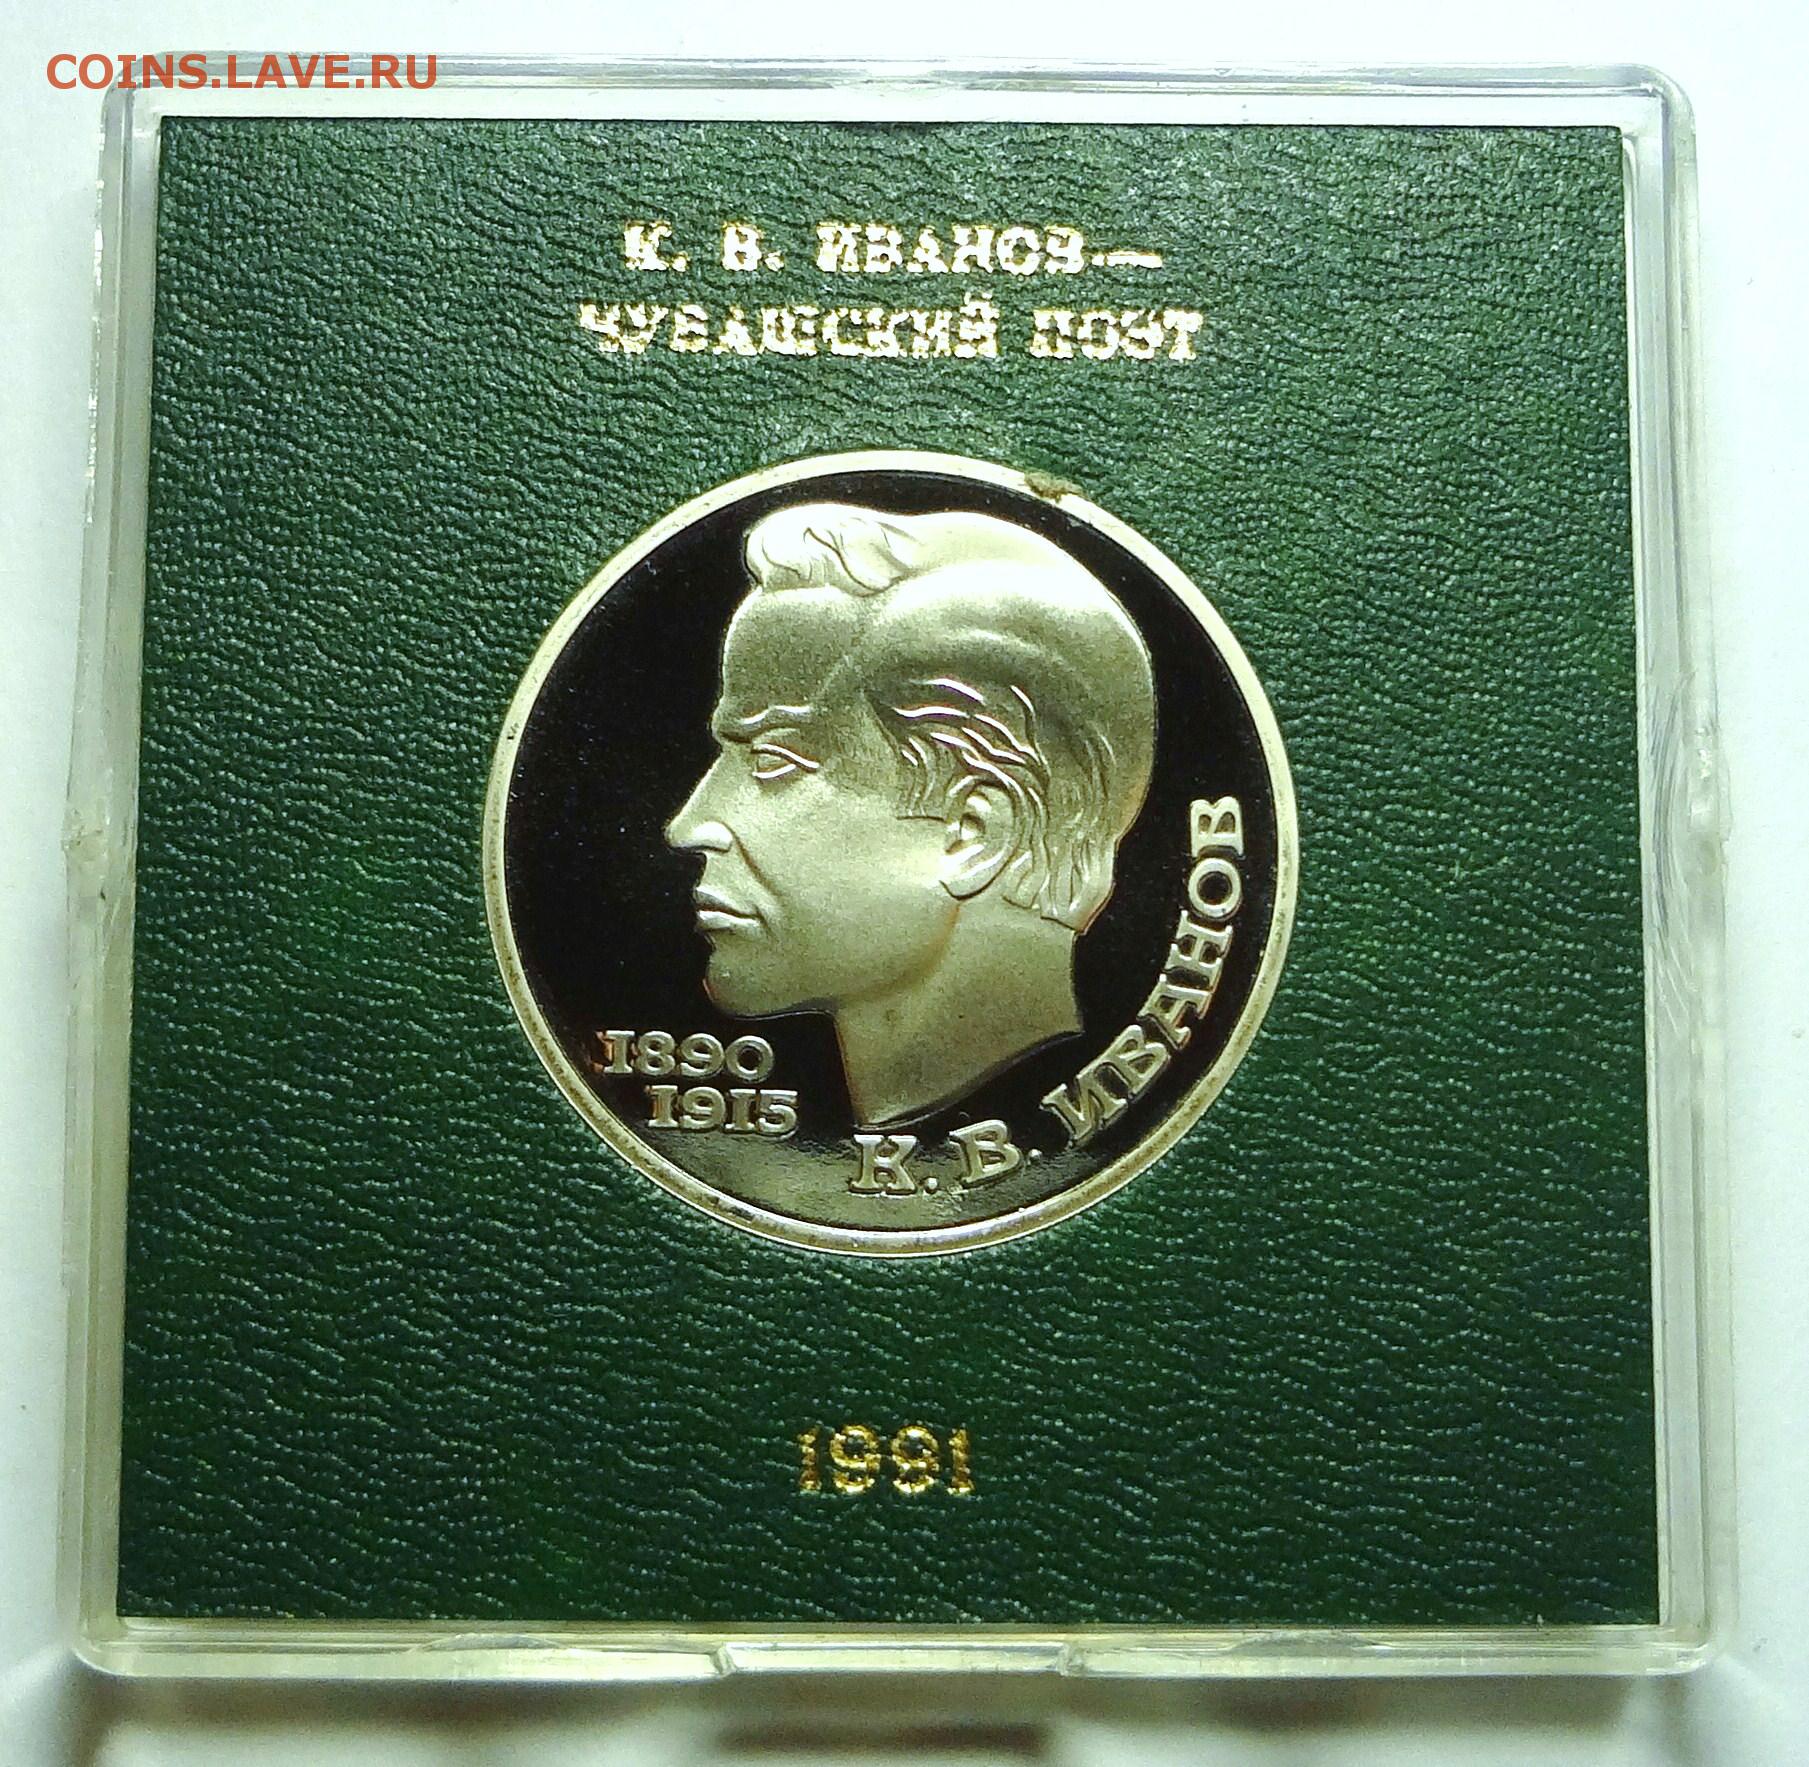 COINS.LAVE.RU
К. В. ИВАНОВ—
ЧУВАШСКИЙ ПОЭТ
1890
1915
К. В. ИВАНОВ
1991